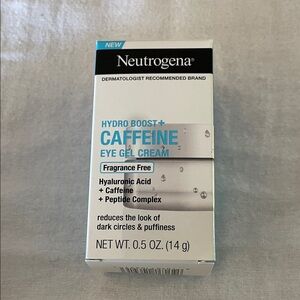 NEW
Neutrogena®
DERMATOLOGIST RECOMMENDED BRAND
HYDRO BOOST+
CAFFEINE
EYE GEL CREAM
Fragrance Free
Hyaluronic Acid
+ Caffeine
+ Peptide Complex
reduces the look of
dark circles & puffiness
NET WT. 0.5 OZ. (14 g)